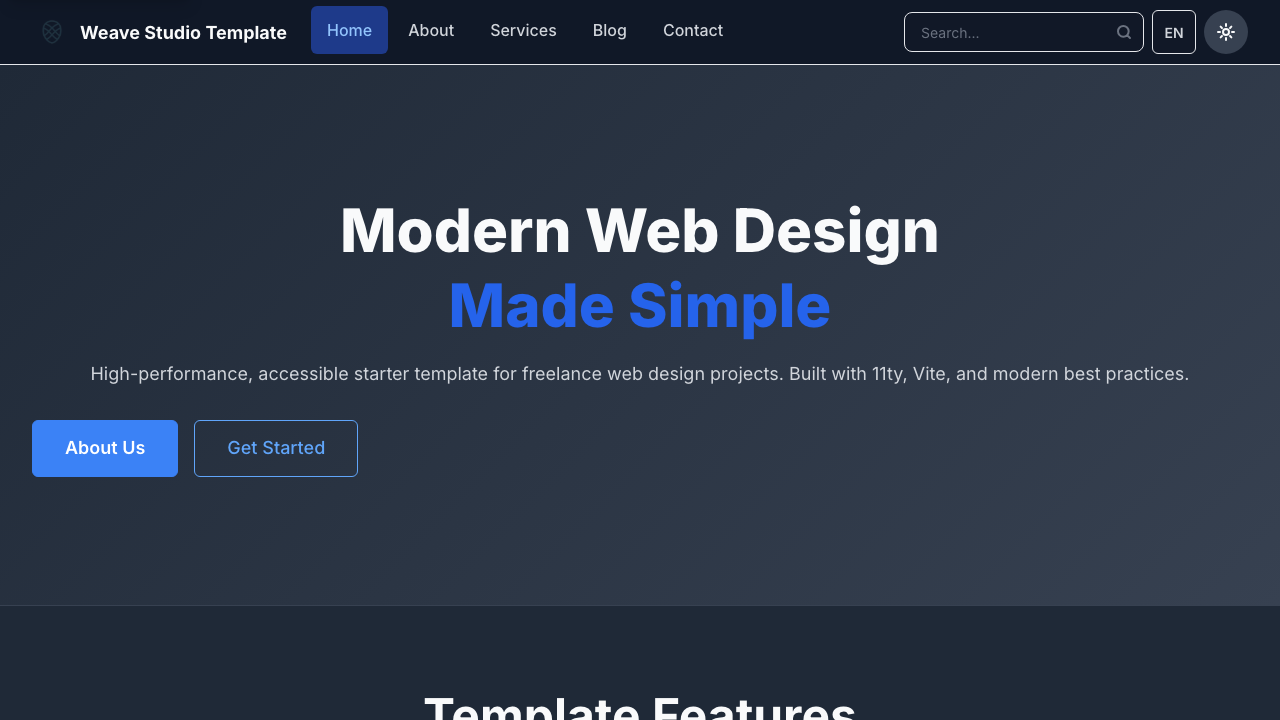 Weave Studio Template
Home
About
Services
Blog
Contact
Search...
EN
Modern Web Design
Made Simple
High-performance, accessible starter template for freelance web design projects. Built with 11ty, Vite, and modern best practices.
About Us
Get Started
Template Features